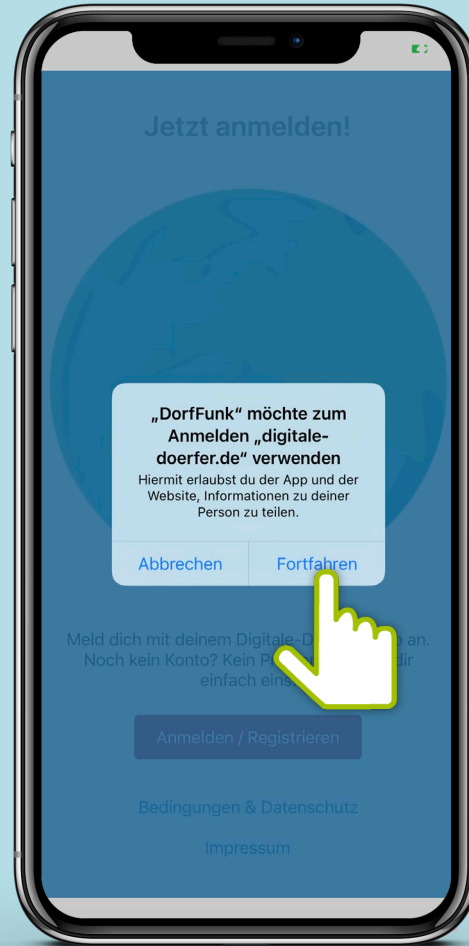 Jetzt anmelden!
„DorfFunk“ möchte zum
Anmelden „digitale-
doerfer.de“ verwenden
Hiermit erlaubst du der App und der
Website, Informationen zu deiner
Person zu teilen.
Abbrechen Fortfahren
Meld dich mit deinem an.
Noch kein Konto? Kein dir
einfach
Anmelden / Registrieren
Bedingungen & Datenschutz
Impressum